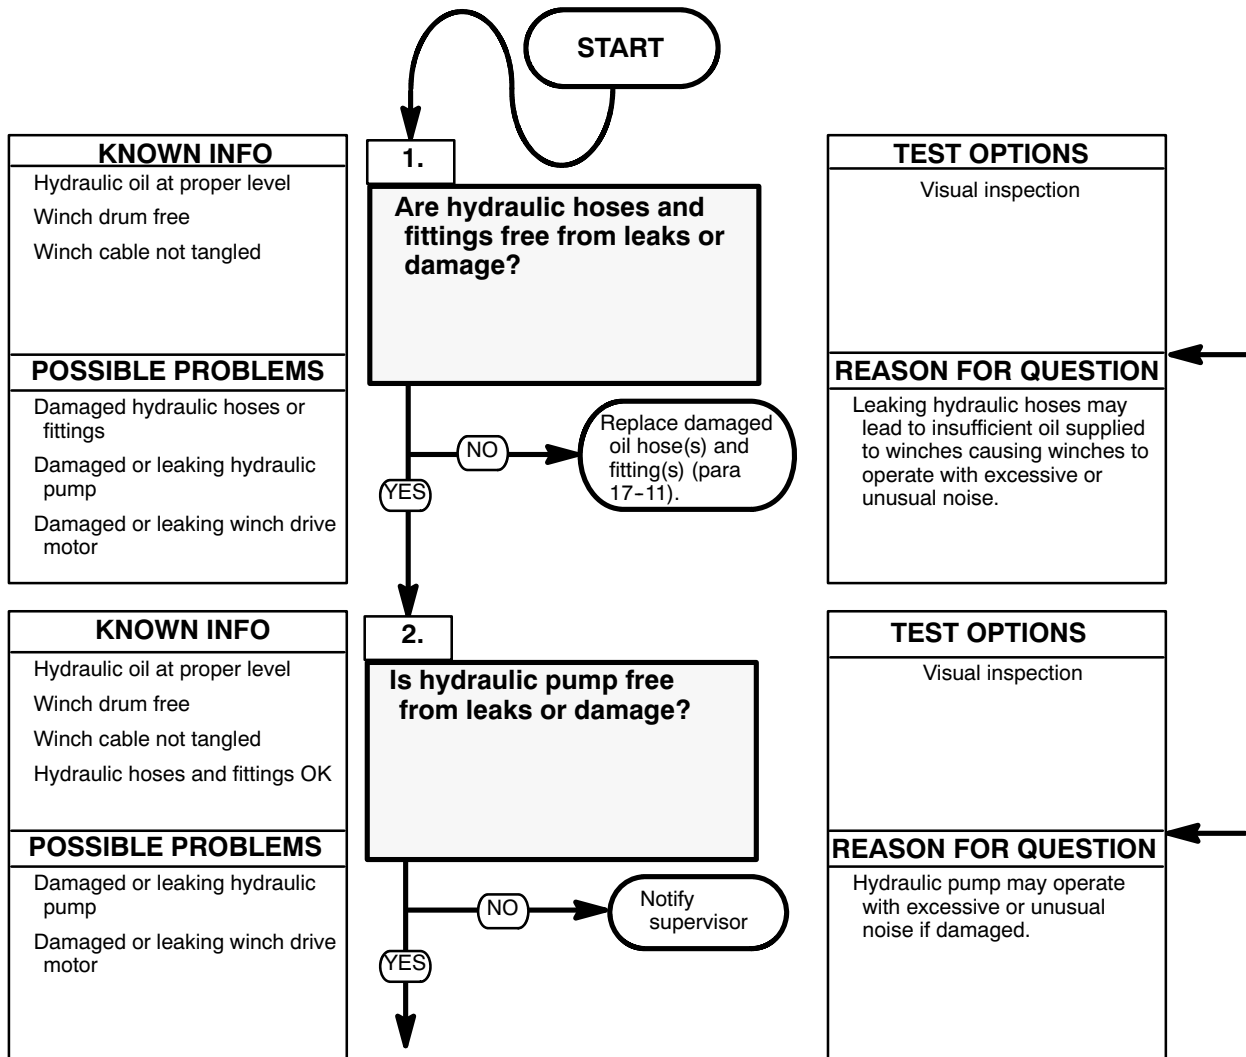 START
KNOWN INFO
Hydraulic oil at proper level
Winch drum free
Winch cable not tangled
POSSIBLE PROBLEMS
Damaged hydraulic hoses or
fittings
Damaged or leaking hydraulic
pump
Damaged or leaking winch drive
motor
1.
Are hydraulic hoses and
fittings free from leaks or
damage?
NO
Replace damaged
oil hose(s) and
fitting(s) (para
17-11).
YES
TEST OPTIONS
Visual inspection
REASON FOR QUESTION
Leaking hydraulic hoses may
lead to insufficient oil supplied
to winches causing winches to
operate with excessive or
unusual noise.
KNOWN INFO
Hydraulic oil at proper level
Winch drum free
Winch cable not tangled
Hydraulic hoses and fittings OK
POSSIBLE PROBLEMS
Damaged or leaking hydraulic
pump
Damaged or leaking winch drive
motor
2.
Is hydraulic pump free
from leaks or damage?
NO
Notify
supervisor
YES
TEST OPTIONS
Visual inspection
REASON FOR QUESTION
Hydraulic pump may operate
with excessive or unusual
noise if damaged.